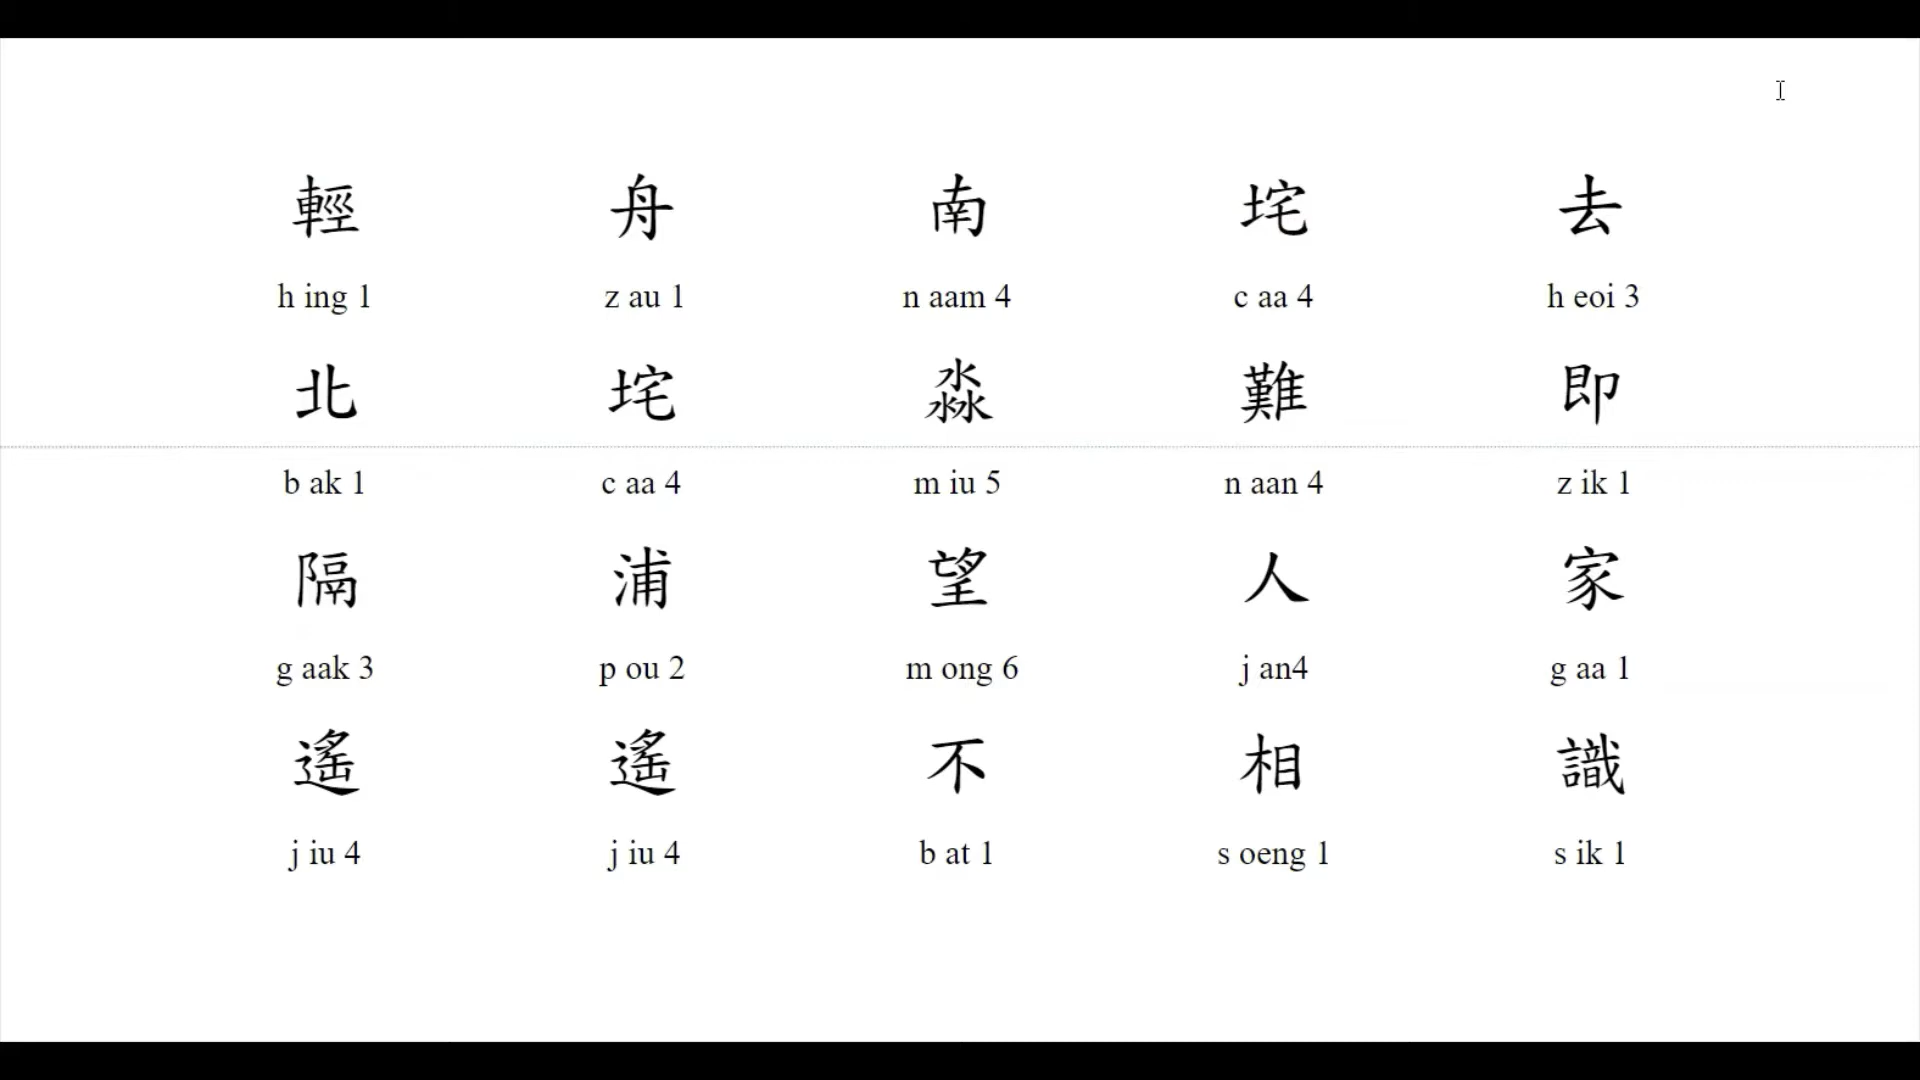 輕 舟 南 垞 去
h ing 1 z au 1 n aam 4 c aa 4 h eoi 3
北 垞 淼 難 即
b ak 1 c aa 4 m iu 5 n aan 4 z ik 1
隔 浦 望 人 家
g aak 3 p ou 2 m ong 6 j an4 g aa 1
遙 遙 不 相 識
j iu 4 j iu 4 b at 1 s oeng 1 s ik 1